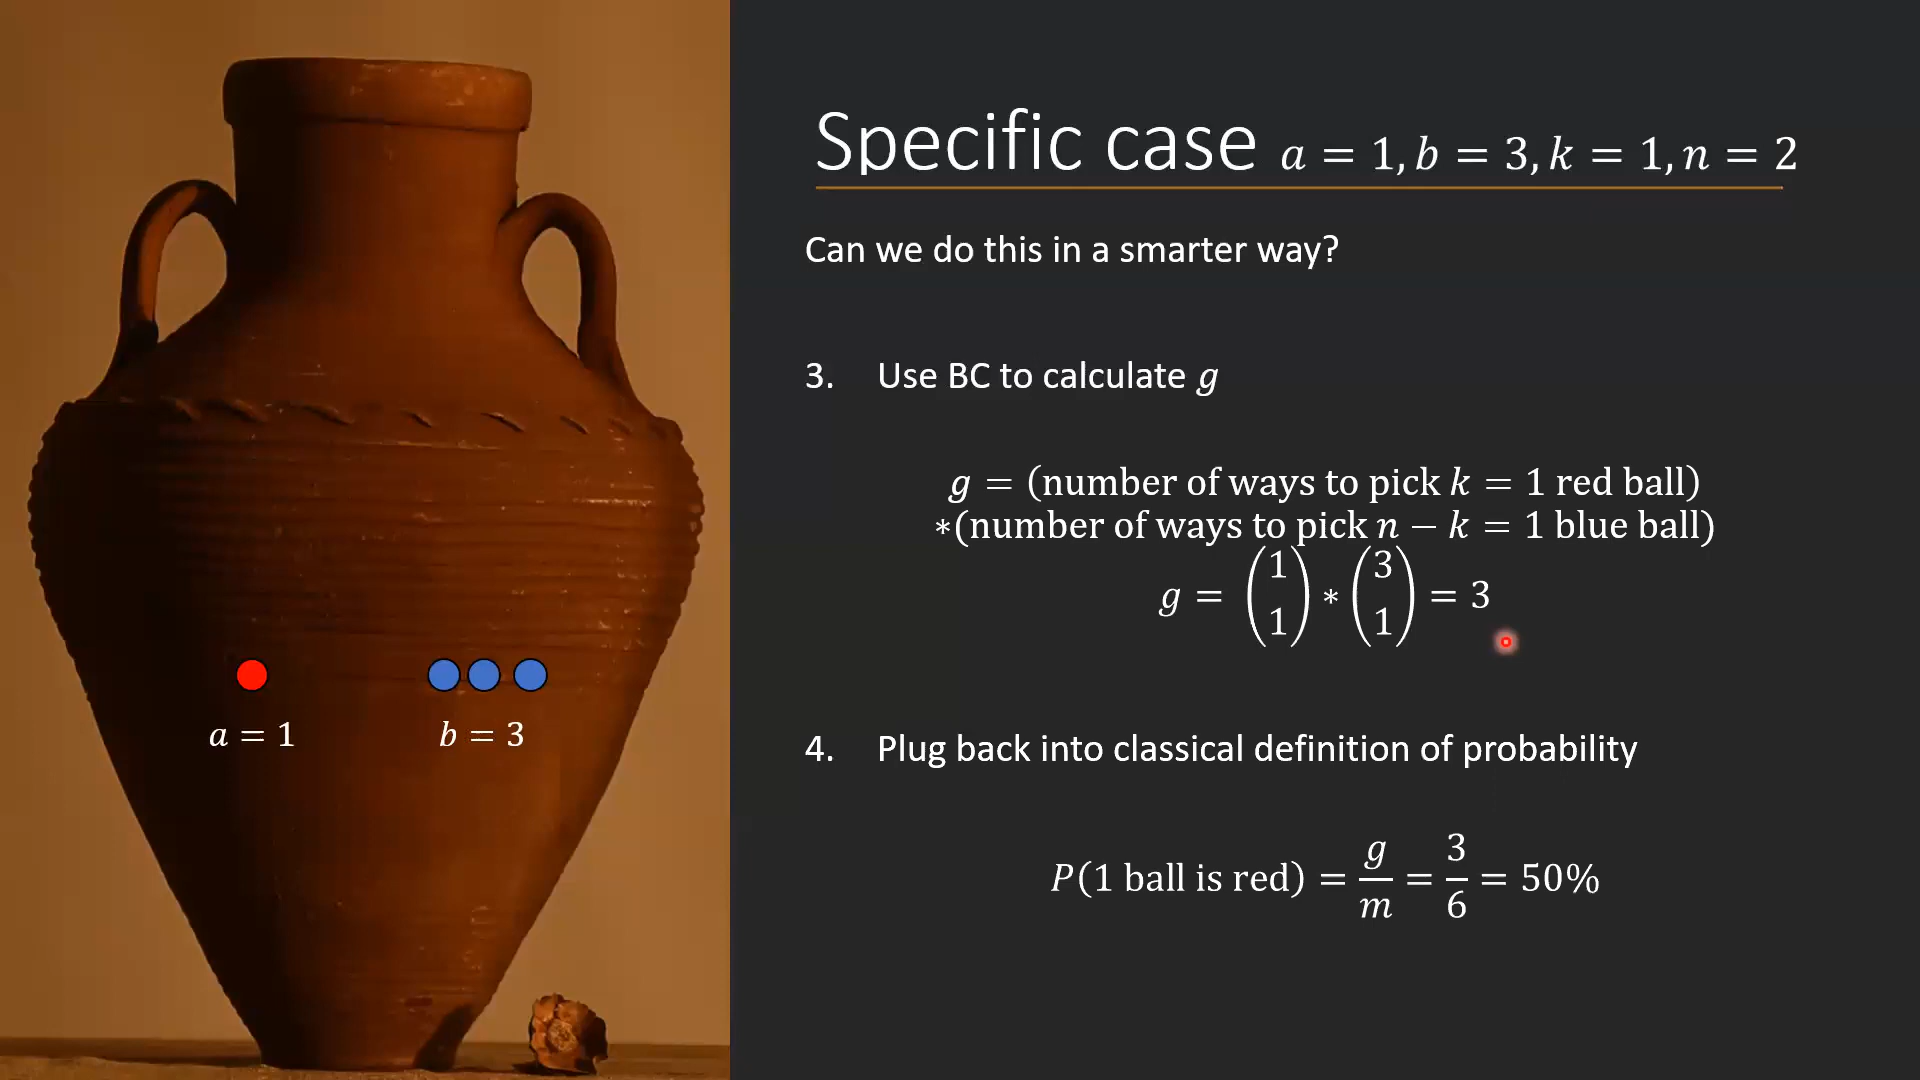 Specific case a = 1, b = 3, k = 1, n = 2
Can we do this in a smarter way?
3. Use BC to calculate g
g = (number of ways to pick k = 1 red ball)
∗(number of ways to pick n − k = 1 blue ball)
g = (1 1) ∗ (3 1) = 3
a = 1
b = 3
4. Plug back into classical definition of probability
P(1 ball is red) = g/m = 3/6 = 50%